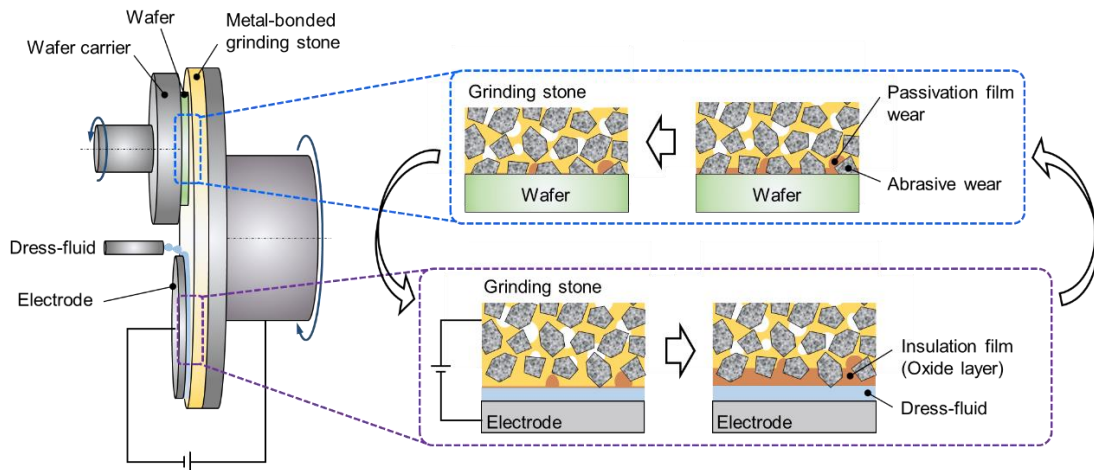 Wafer
Wafer carrier
Metal-bonded
grinding stone
Dress-fluid
Electrode
Grinding stone
Passivation film
wear
Abrasive wear
Wafer
Wafer
Grinding stone
Insulation film
(Oxide layer)
Dress-fluid
Electrode
Electrode